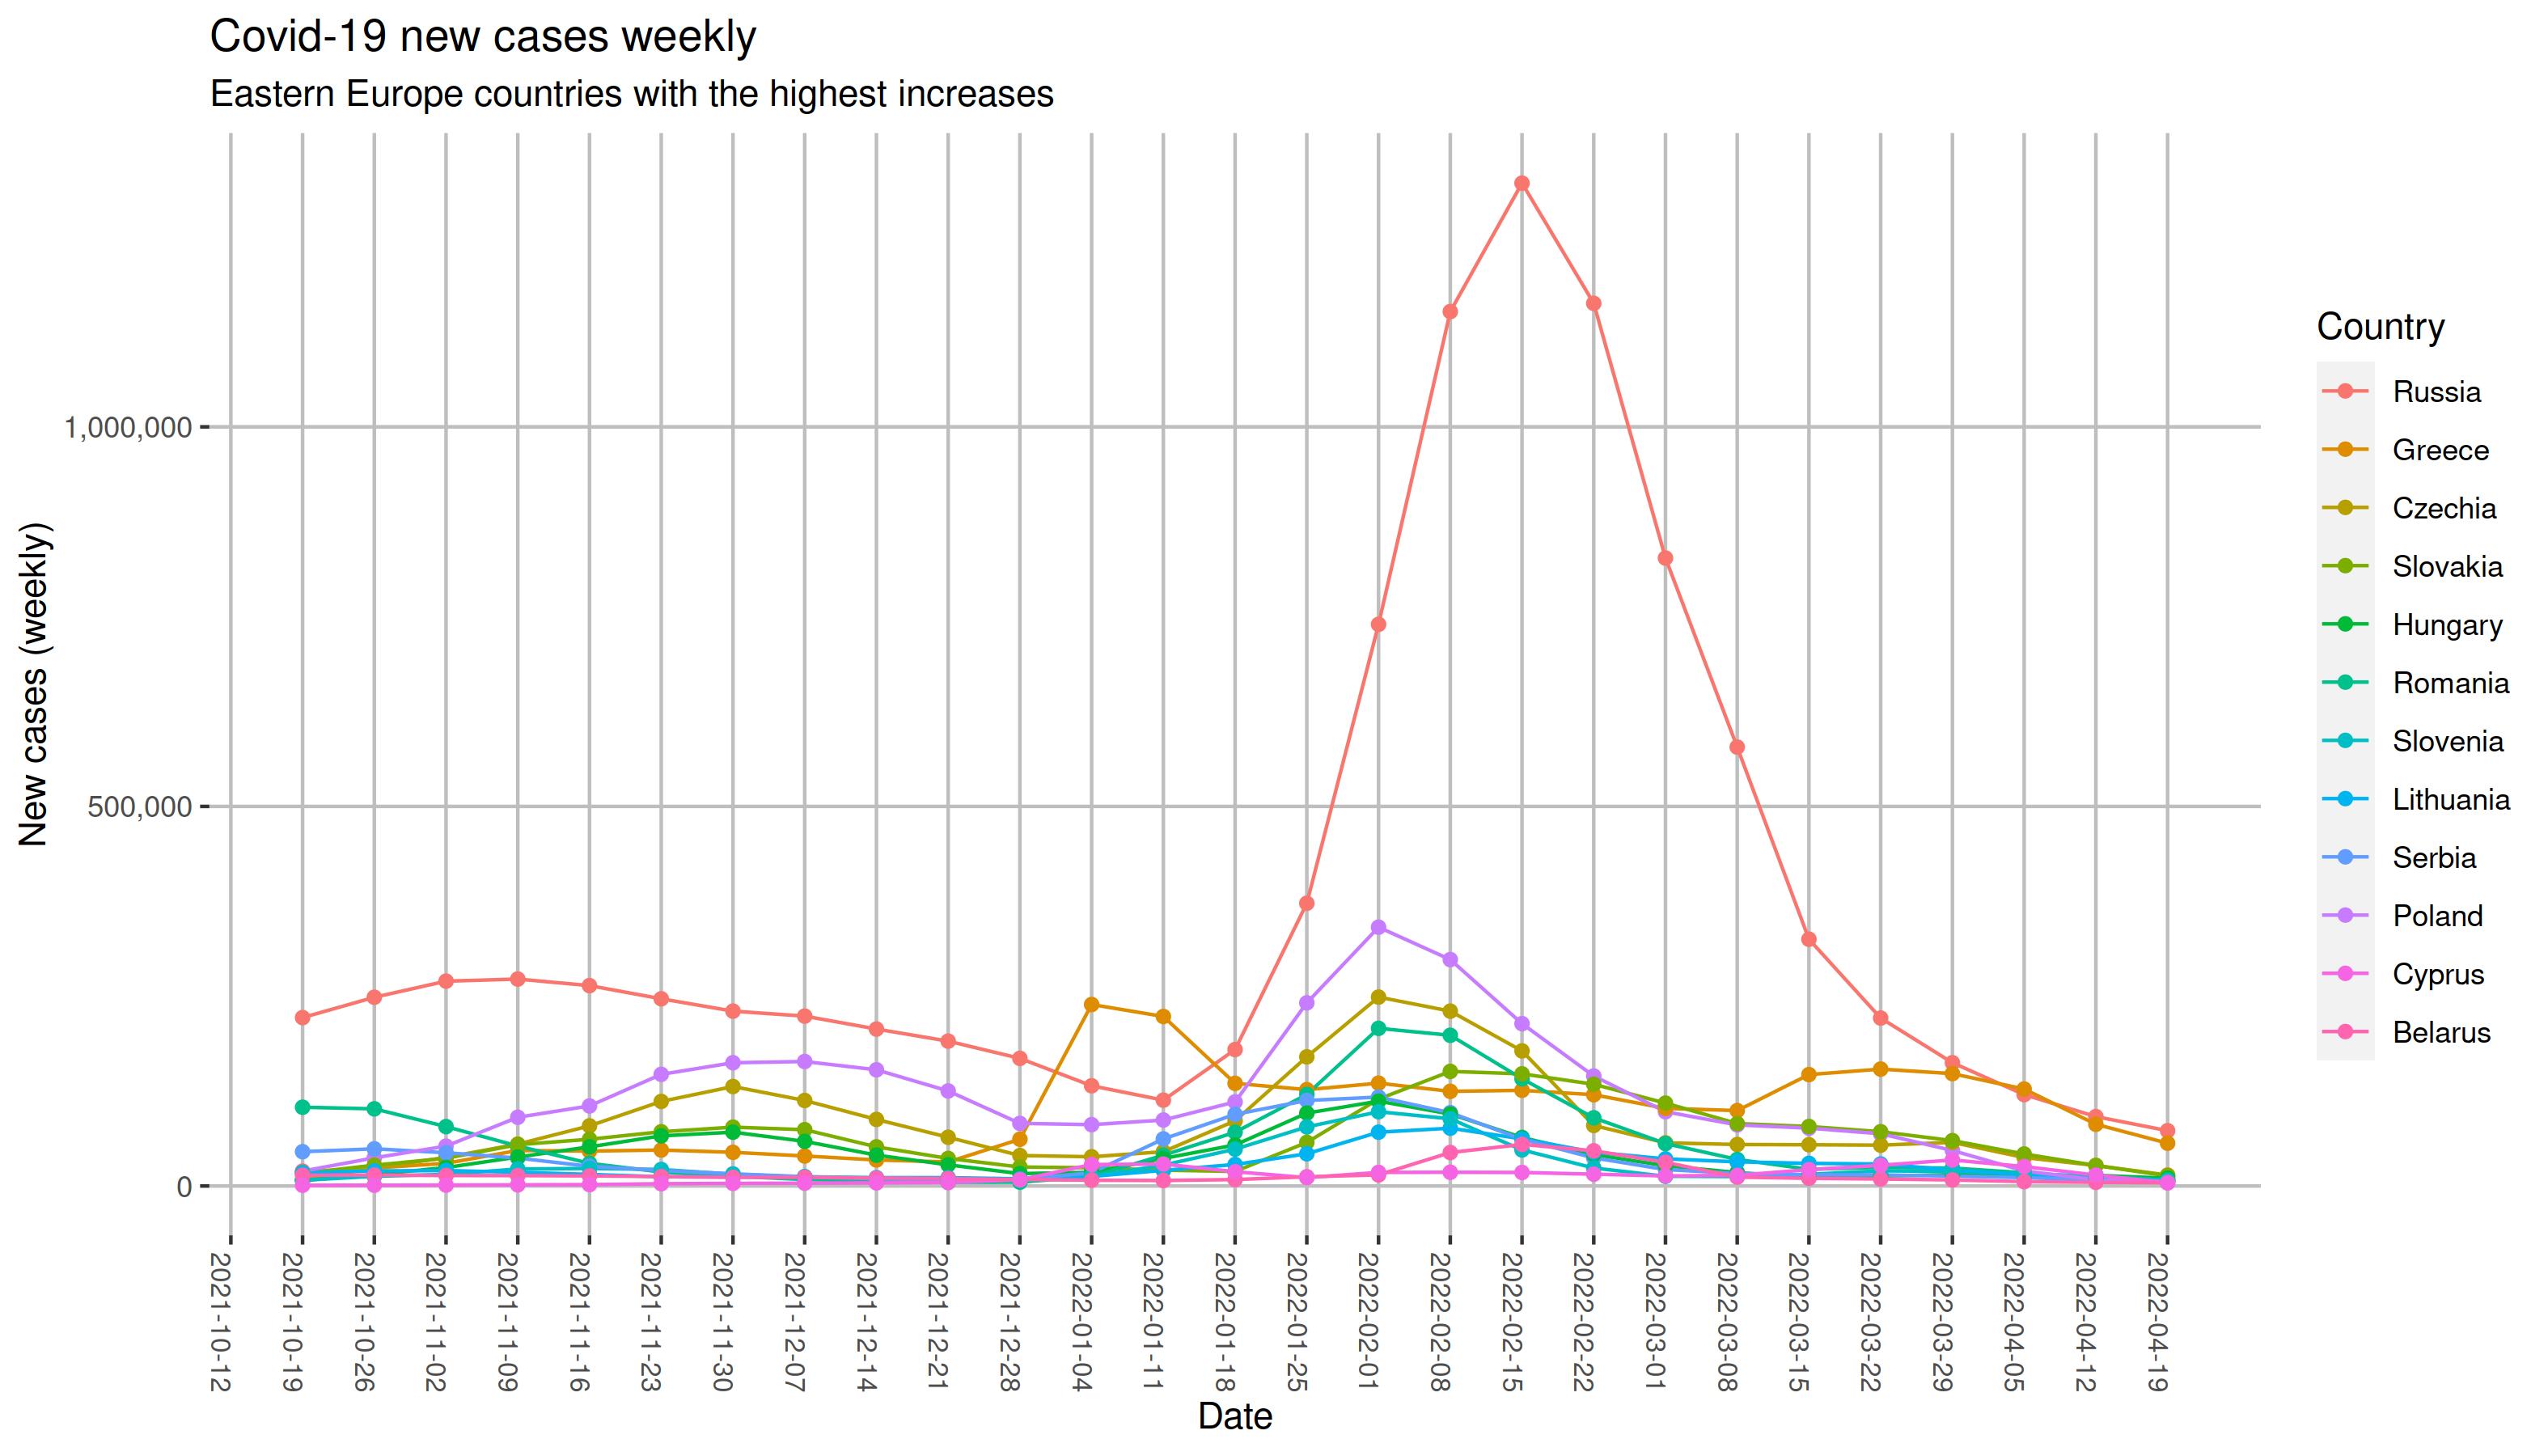 Covid-19 new cases weekly
Eastern Europe countries with the highest increases
New cases (weekly)
1,000,000
500,000
0
2021-10-12
2021-10-19
2021-10-26
2021-11-02
2021-11-09
2021-11-16
2021-11-23
2021-11-30
2021-12-07
2021-12-14
2021-12-21
2021-12-28
2022-01-04
2022-01-11
2022-01-18
2022-01-25
2022-02-01
2022-02-08
2022-02-15
2022-02-22
2022-03-01
2022-03-08
2022-03-15
2022-03-22
2022-03-29
2022-04-05
2022-04-12
2022-04-19
Date
Country
Russia
Greece
Czechia
Slovakia
Hungary
Romania
Slovenia
Lithuania
Serbia
Poland
Cyprus
Belarus